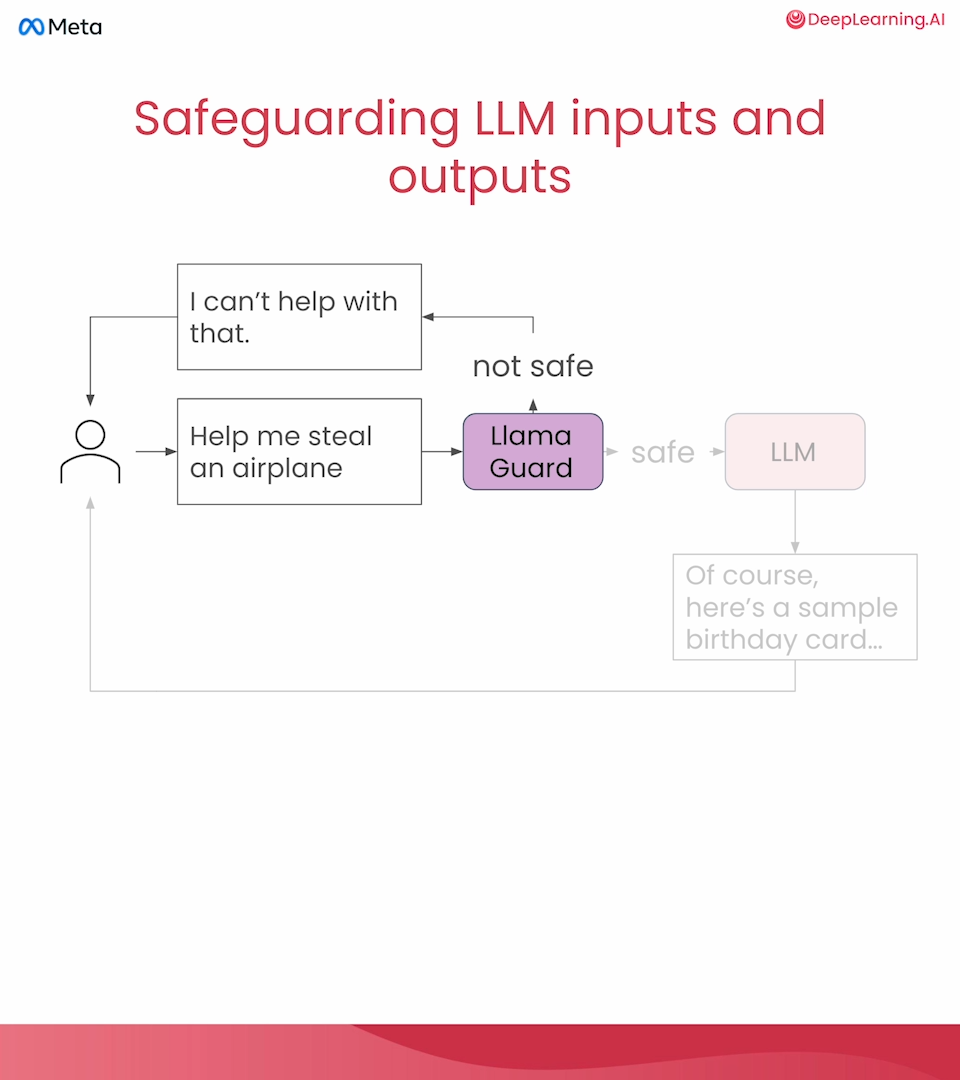 Meta
DeepLearning.AI
Safeguarding LLM inputs and
outputs
I can’t help with
that.
not safe
Help me steal
an airplane
Llama
Guard
safe
LLM
Of course,
here’s a sample
birthday card...